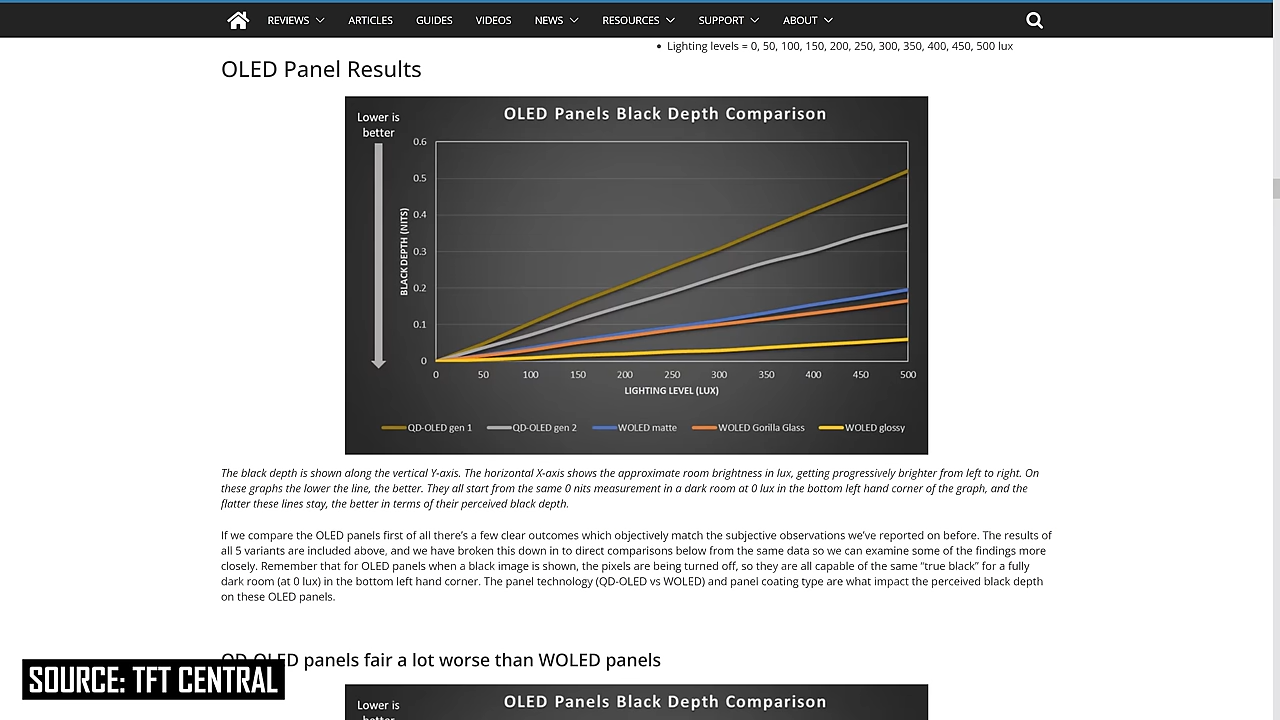 REVIEWS ARTICLES GUIDES VIDEOS NEWS RESOURCES SUPPORT ABOUT
• Lighting levels = 0, 50, 100, 150, 200, 250, 300, 350, 400, 450, 500 lux
OLED Panel Results
OLED Panels Black Depth Comparison
Lower is
better
BLACK DEPTH (NITS)
0.6
0.5
0.4
0.3
0.2
0.1
0
0 50 100 150 200 250 300 350 400 450 500
LIGHTING LEVEL (LUX)
QD-OLED gen 1 QD-OLED gen 2 WOLED matte WOLED Gorilla Glass WOLED glossy
The black depth is shown along the vertical Y-axis. The horizontal X-axis shows the approximate room brightness in lux, getting progressively brighter from left to right. On
these graphs the lower the line, the better. They all start from the same 0 nits measurement in a dark room at 0 lux in the bottom left hand corner of the graph, and the
flatter these lines stay, the better in terms of their perceived black depth.
If we compare the OLED panels first of all there's a few clear outcomes which objectively match the subjective observations we've reported on before. The results of
all 5 variants are included above, and we have broken this down in to direct comparisons below from the same data so we can examine some of the findings more
closely. Remember that for OLED panels when a black image is shown, the pixels are being turned off, so they are all capable of the same "true black" for a fully
dark room (at 0 lux) in the bottom left hand corner. The panel technology (QD-OLED vs WOLED) and panel coating type are what impact the perceived black depth
on these OLED panels.
QD-OLED panels fair a lot worse than WOLED panels
SOURCE: TFT CENTRAL
OLED Panels Black Depth Comparison
Lower is
better